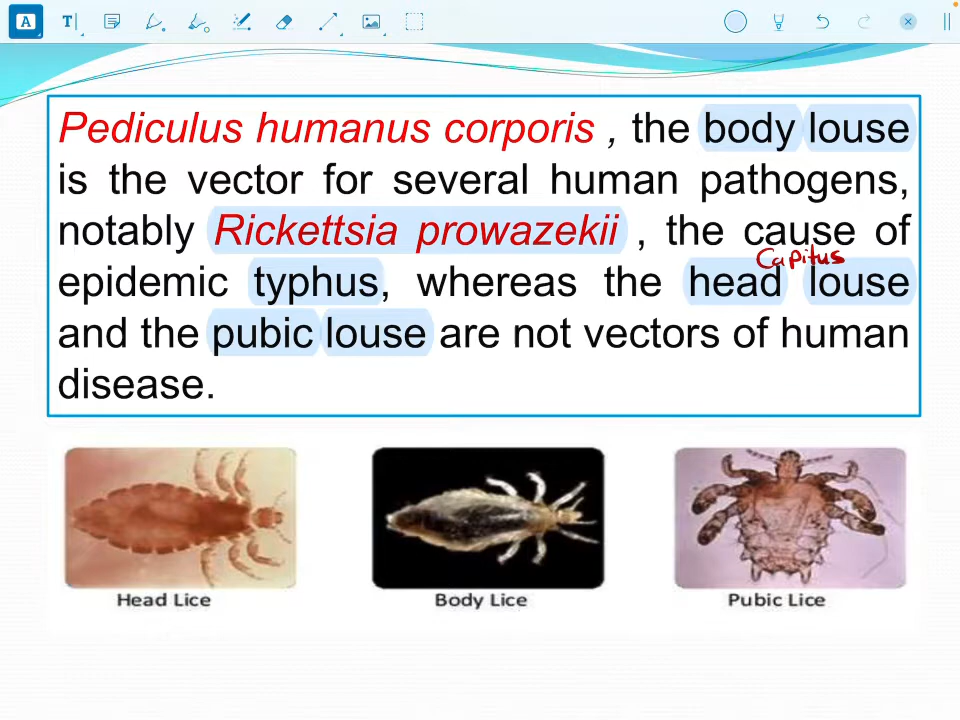 A T
Pediculus humanus corporis , the body louse
is the vector for several human pathogens,
notably Rickettsia prowazekii , the cause of
Capitus
epidemic typhus, whereas the head louse
and the pubic louse are not vectors of human
disease.
Head Lice Body Lice Pubic Lice